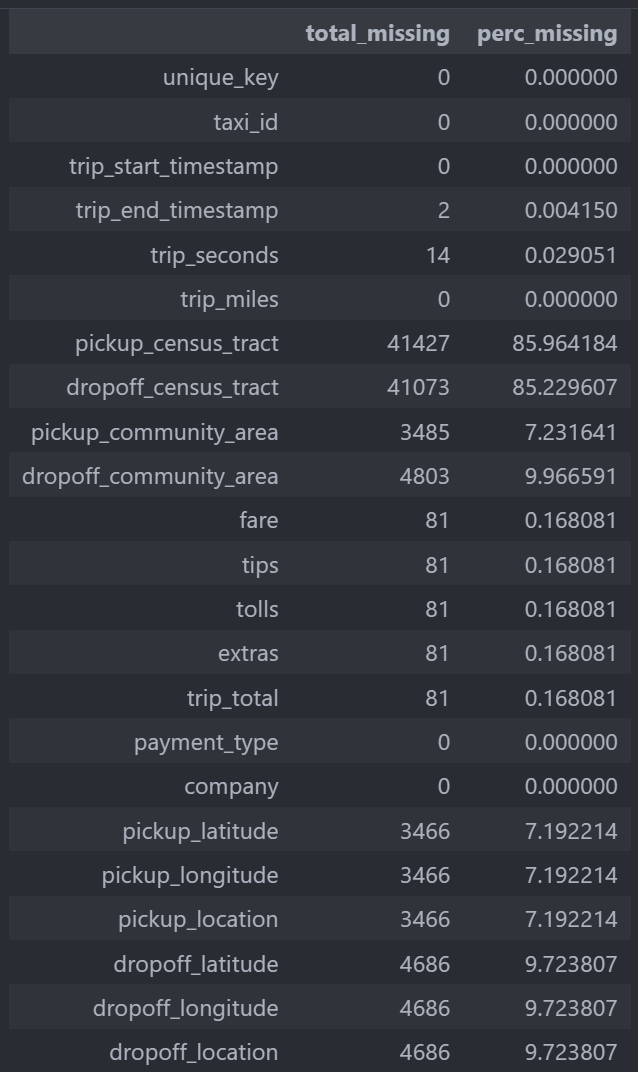 total_missing perc_missing
unique_key 0 0.000000
taxi_id 0 0.000000
trip_start_timestamp 0 0.000000
trip_end_timestamp 2 0.004150
trip_seconds 14 0.029051
trip_miles 0 0.000000
pickup_census_tract 41427 85.964184
dropoff_census_tract 41073 85.229607
pickup_community_area 3485 7.231641
dropoff_community_area 4803 9.966591
fare 81 0.168081
tips 81 0.168081
tolls 81 0.168081
extras 81 0.168081
trip_total 81 0.168081
payment_type 0 0.000000
company 0 0.000000
pickup_latitude 3466 7.192214
pickup_longitude 3466 7.192214
pickup_location 3466 7.192214
dropoff_latitude 4686 9.723807
dropoff_longitude 4686 9.723807
dropoff_location 4686 9.723807